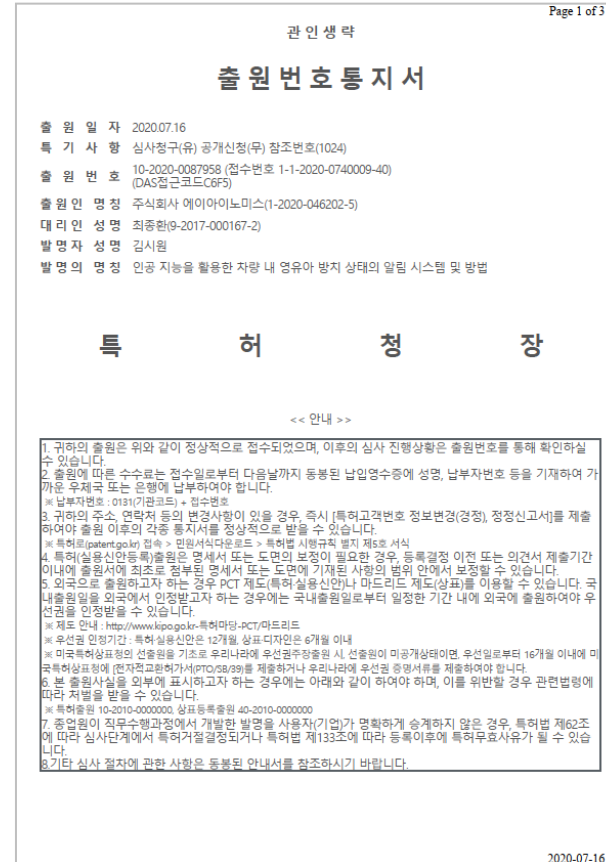 Page 1 of 3
관 인 생 략
출 원 번 호 통 지 서
출 원 일 자 2020.07.16
특 기 사 항 심사청구(유) 공개신청(무) 참조번호(1024)
출 원 번 호 10-2020-0087958 (접수번호 1-1-2020-0740009-40)
(DAS접근코드C6F5)
출 원 인 명 칭 주식회사 에이아이노미스(1-2020-046202-5)
대 리 인 성 명 최종환(9-2017-000167-2)
발 명 자 성 명 김시원
발 명 의 명 칭 인공 지능을 활용한 차량 내 영유아 방치 상태의 알림 시스템 및 방법
특 허 청 장
<< 안내 >>
1. 귀하의 출원은 위와 같이 정상적으로 접수되었으며, 이후의 심사 진행상황은 출원번호를 통해 확인하실
수 있습니다.
2. 출원에 따른 수수료는 접수일로부터 다음날까지 동봉된 납입영수증에 성명, 납부자번호 등을 기재하여 가
까운 우체국 또는 은행에 납부하여야 합니다.
※ 납부자번호 : 0131(기관코드) + 접수번호
3. 귀하의 주소, 연락처 등의 변경사항이 있을 경우, 즉시 [특허고객번호 정보변경(경정), 정정신고서]를 제출
하여야 출원 이후의 각종 통지서를 정상적으로 받을 수 있습니다.
※ 특허로(patent.go.kr) 접속 > 민원서식다운로드 > 특허법 시행규칙 별지 제5호 서식
4. 특허(실용신안등록)출원은 명세서 또는 도면의 보정이 필요한 경우, 등록결정 이전 또는 의견서 제출기간
이내에 출원서에 최초로 첨부된 명세서 또는 도면에 기재된 사항의 범위 안에서 보정할 수 있습니다.
5. 외국으로 출원하고자 하는 경우 PCT 제도(특허·실용신안)나 마드리드 제도(상표)를 이용할 수 있습니다. 국
내출원일을 외국에서 인정받고자 하는 경우에는 국내출원일로부터 일정한 기간 내에 외국에 출원하여야 우
선권을 인정받을 수 있습니다.
※ 제도 안내 : http://www.kipo.go.kr-특허마당-PCT/마드리드
※ 우선권 인정기간 : 특허·실용신안은 12개월, 상표·디자인은 6개월 이내
※ 미국특허상표청의 선출원을 기초로 우리나라에 우선권주장출원 시, 선출원이 미공개상태이면, 우선일로부터 16개월 이내에 미
국특허상표청에 [전자적교환허가서(PTO/SB/39)를 제출하거나 우리나라에 우선권 증명서류를 제출하여야 합니다.
6. 본 출원사실을 외부에 표시하고자 하는 경우에는 아래와 같이 하여야 하며, 이를 위반할 경우 관련법령에
따라 처벌을 받을 수 있습니다.
※ 특허출원 10-2010-0000000, 상표등록출원 40-2010-0000000
7. 종업원이 직무수행과정에서 개발한 발명을 사용자(기업)가 명확하게 승계하지 않은 경우, 특허법 제62조
에 따라 심사단계에서 특허거절결정되거나 특허법 제133조에 따라 등록이후에 특허무효사유가 될 수 있습
니다.
8.기타 심사 절차에 관한 사항은 동봉된 안내서를 참조하시기 바랍니다.
2020-07-16